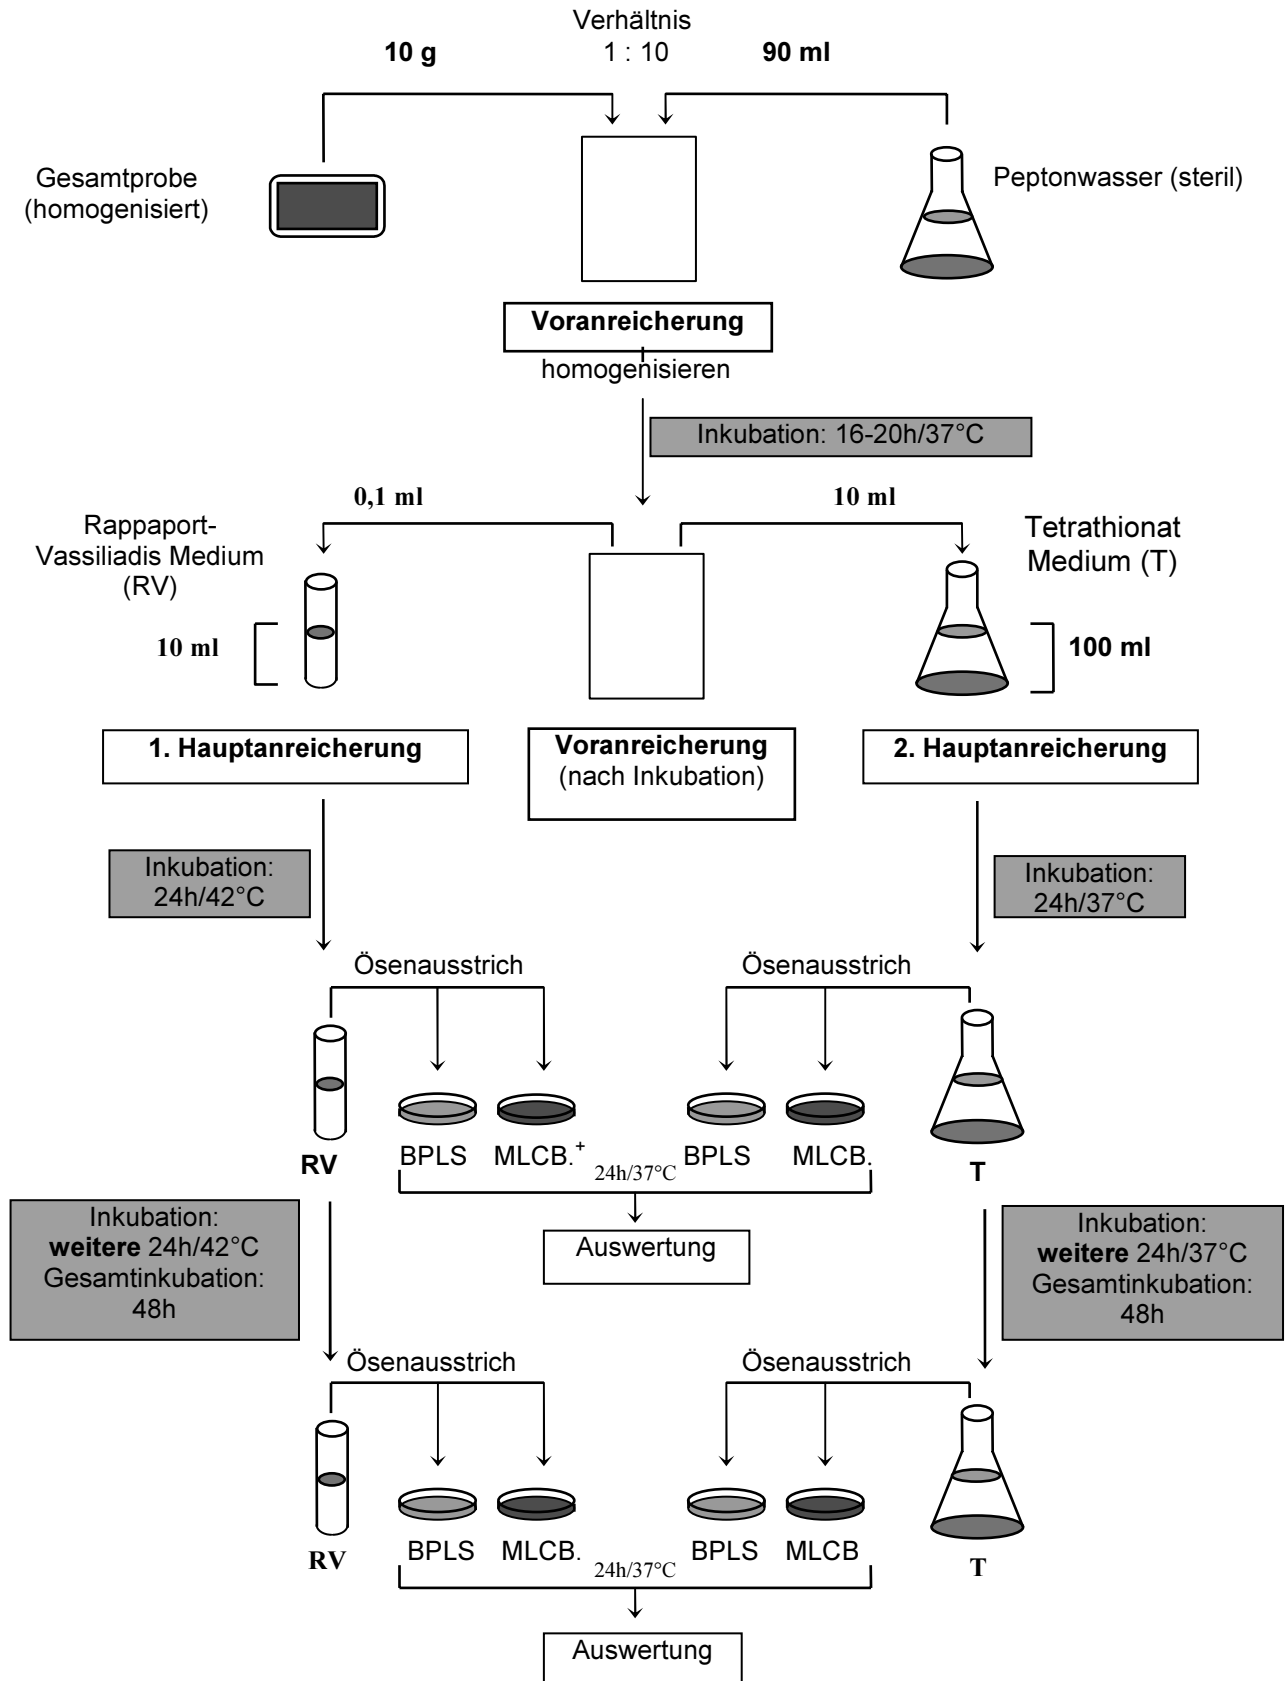 Verhältnis
10 g 1 : 10 90 ml
Gesamtprobe
(homogenisiert)
Peptonwasser (steril)
Voranreicherung
homogenisieren
Inkubation: 16-20h/37°C
0,1 ml 10 ml
Rappaport-
Vassiliadis Medium
(RV)
Tetrathionat
Medium (T)
10 ml
100 ml
1. Hauptanreicherung
Voranreicherung
(nach Inkubation)
2. Hauptanreicherung
Inkubation:
24h/42°C
Inkubation:
24h/37°C
Ösenausstrich Ösenausstrich
RV BPLS MLCB.+ 24h/37°C BPLS MLCB. T
Auswertung
Inkubation:
weitere 24h/42°C
Gesamtinkubation:
48h
Inkubation:
weitere 24h/37°C
Gesamtinkubation:
48h
Ösenausstrich Ösenausstrich
RV BPLS MLCB. 24h/37°C BPLS MLCB T
Auswertung